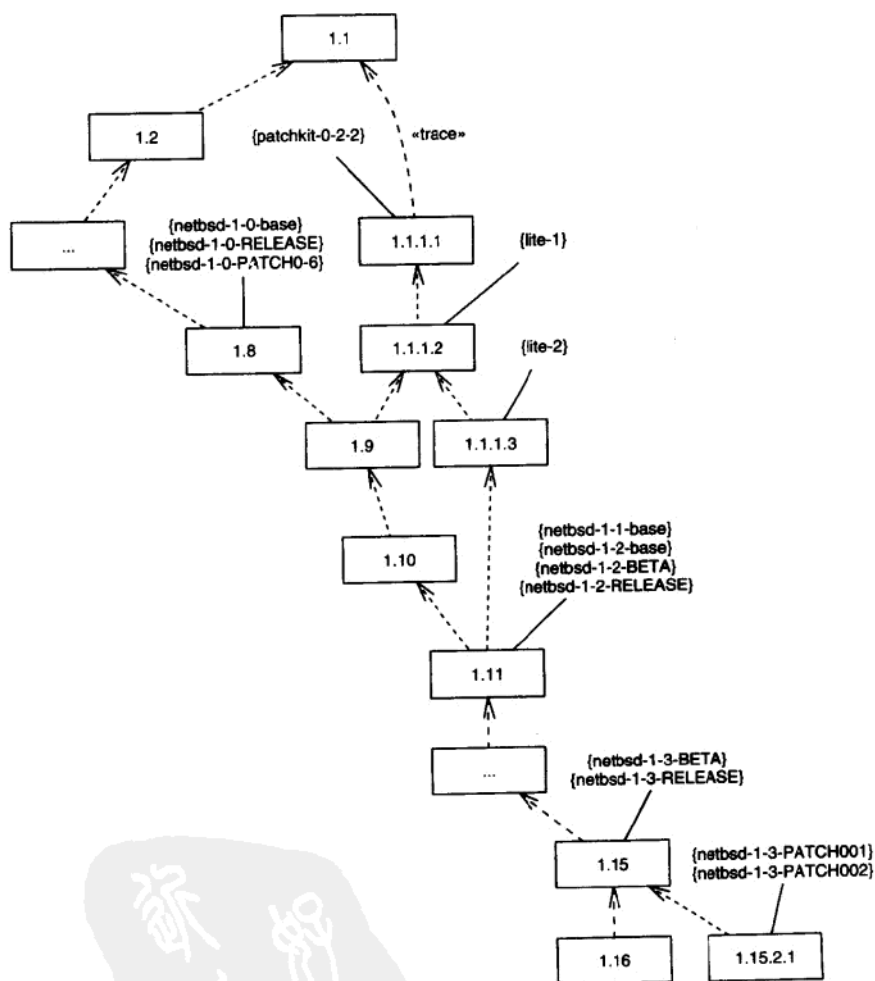 1.1
1.2
{patchkit-0-2-2}
«trace»
...
{netbsd-1-0-base}
{netbsd-1-0-RELEASE}
{netbsd-1-0-PATCH0-6}
1.1.1.1
{lite-1}
1.8
1.1.1.2
{lite-2}
1.9
1.1.1.3
{netbsd-1-1-base}
{netbsd-1-2-base}
{netbsd-1-2-BETA}
{netbsd-1-2-RELEASE}
1.10
1.11
...
{netbsd-1-3-BETA}
{netbsd-1-3-RELEASE}
1.15
{netbsd-1-3-PATCH001}
{netbsd-1-3-PATCH002}
1.16
1.15.2.1